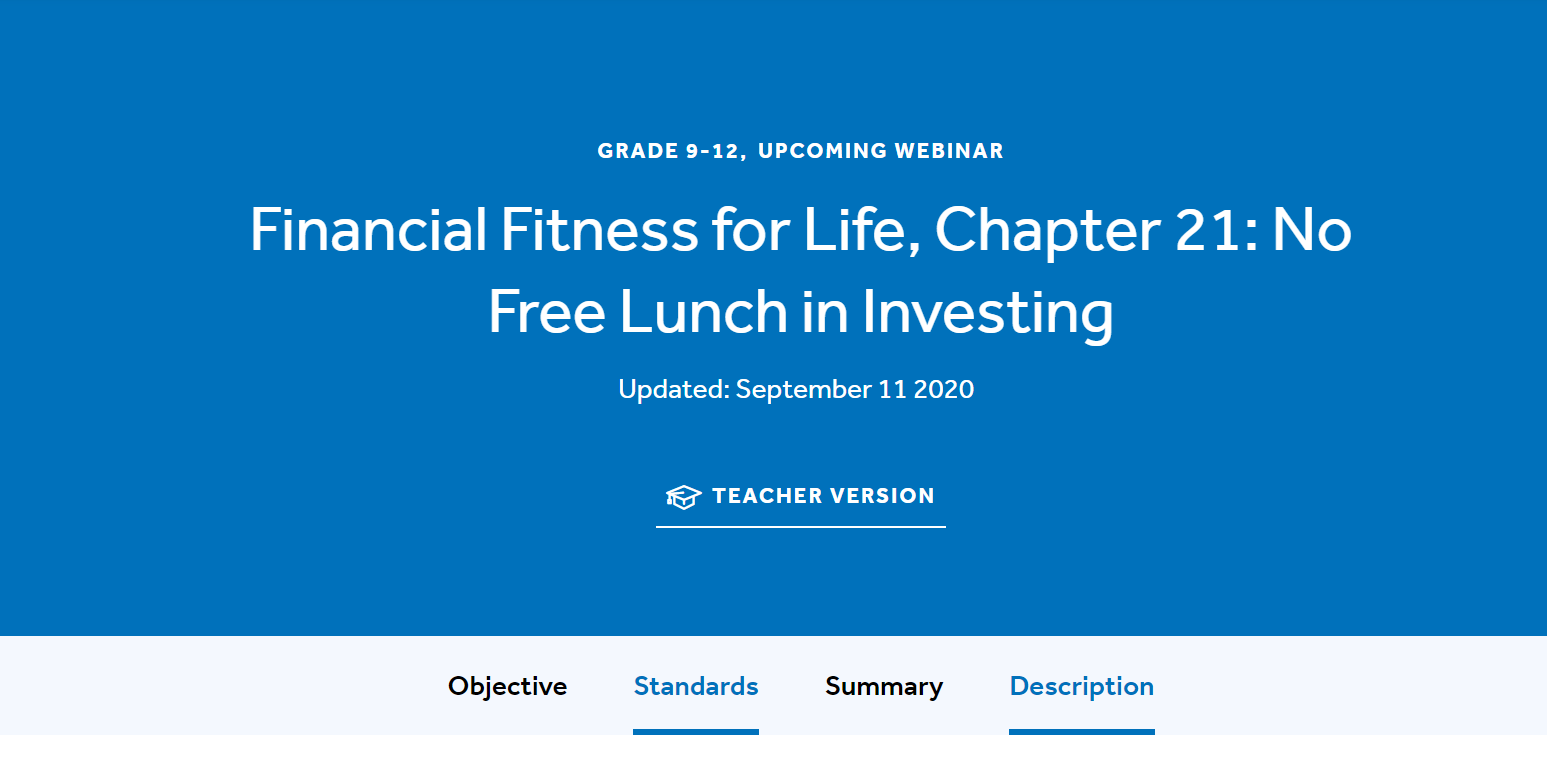 GRADE 9-12, UPCOMING WEBINAR
Financial Fitness for Life, Chapter 21: No
Free Lunch in Investing
Updated: September 11 2020
TEACHER VERSION
Objective Standards Summary Description